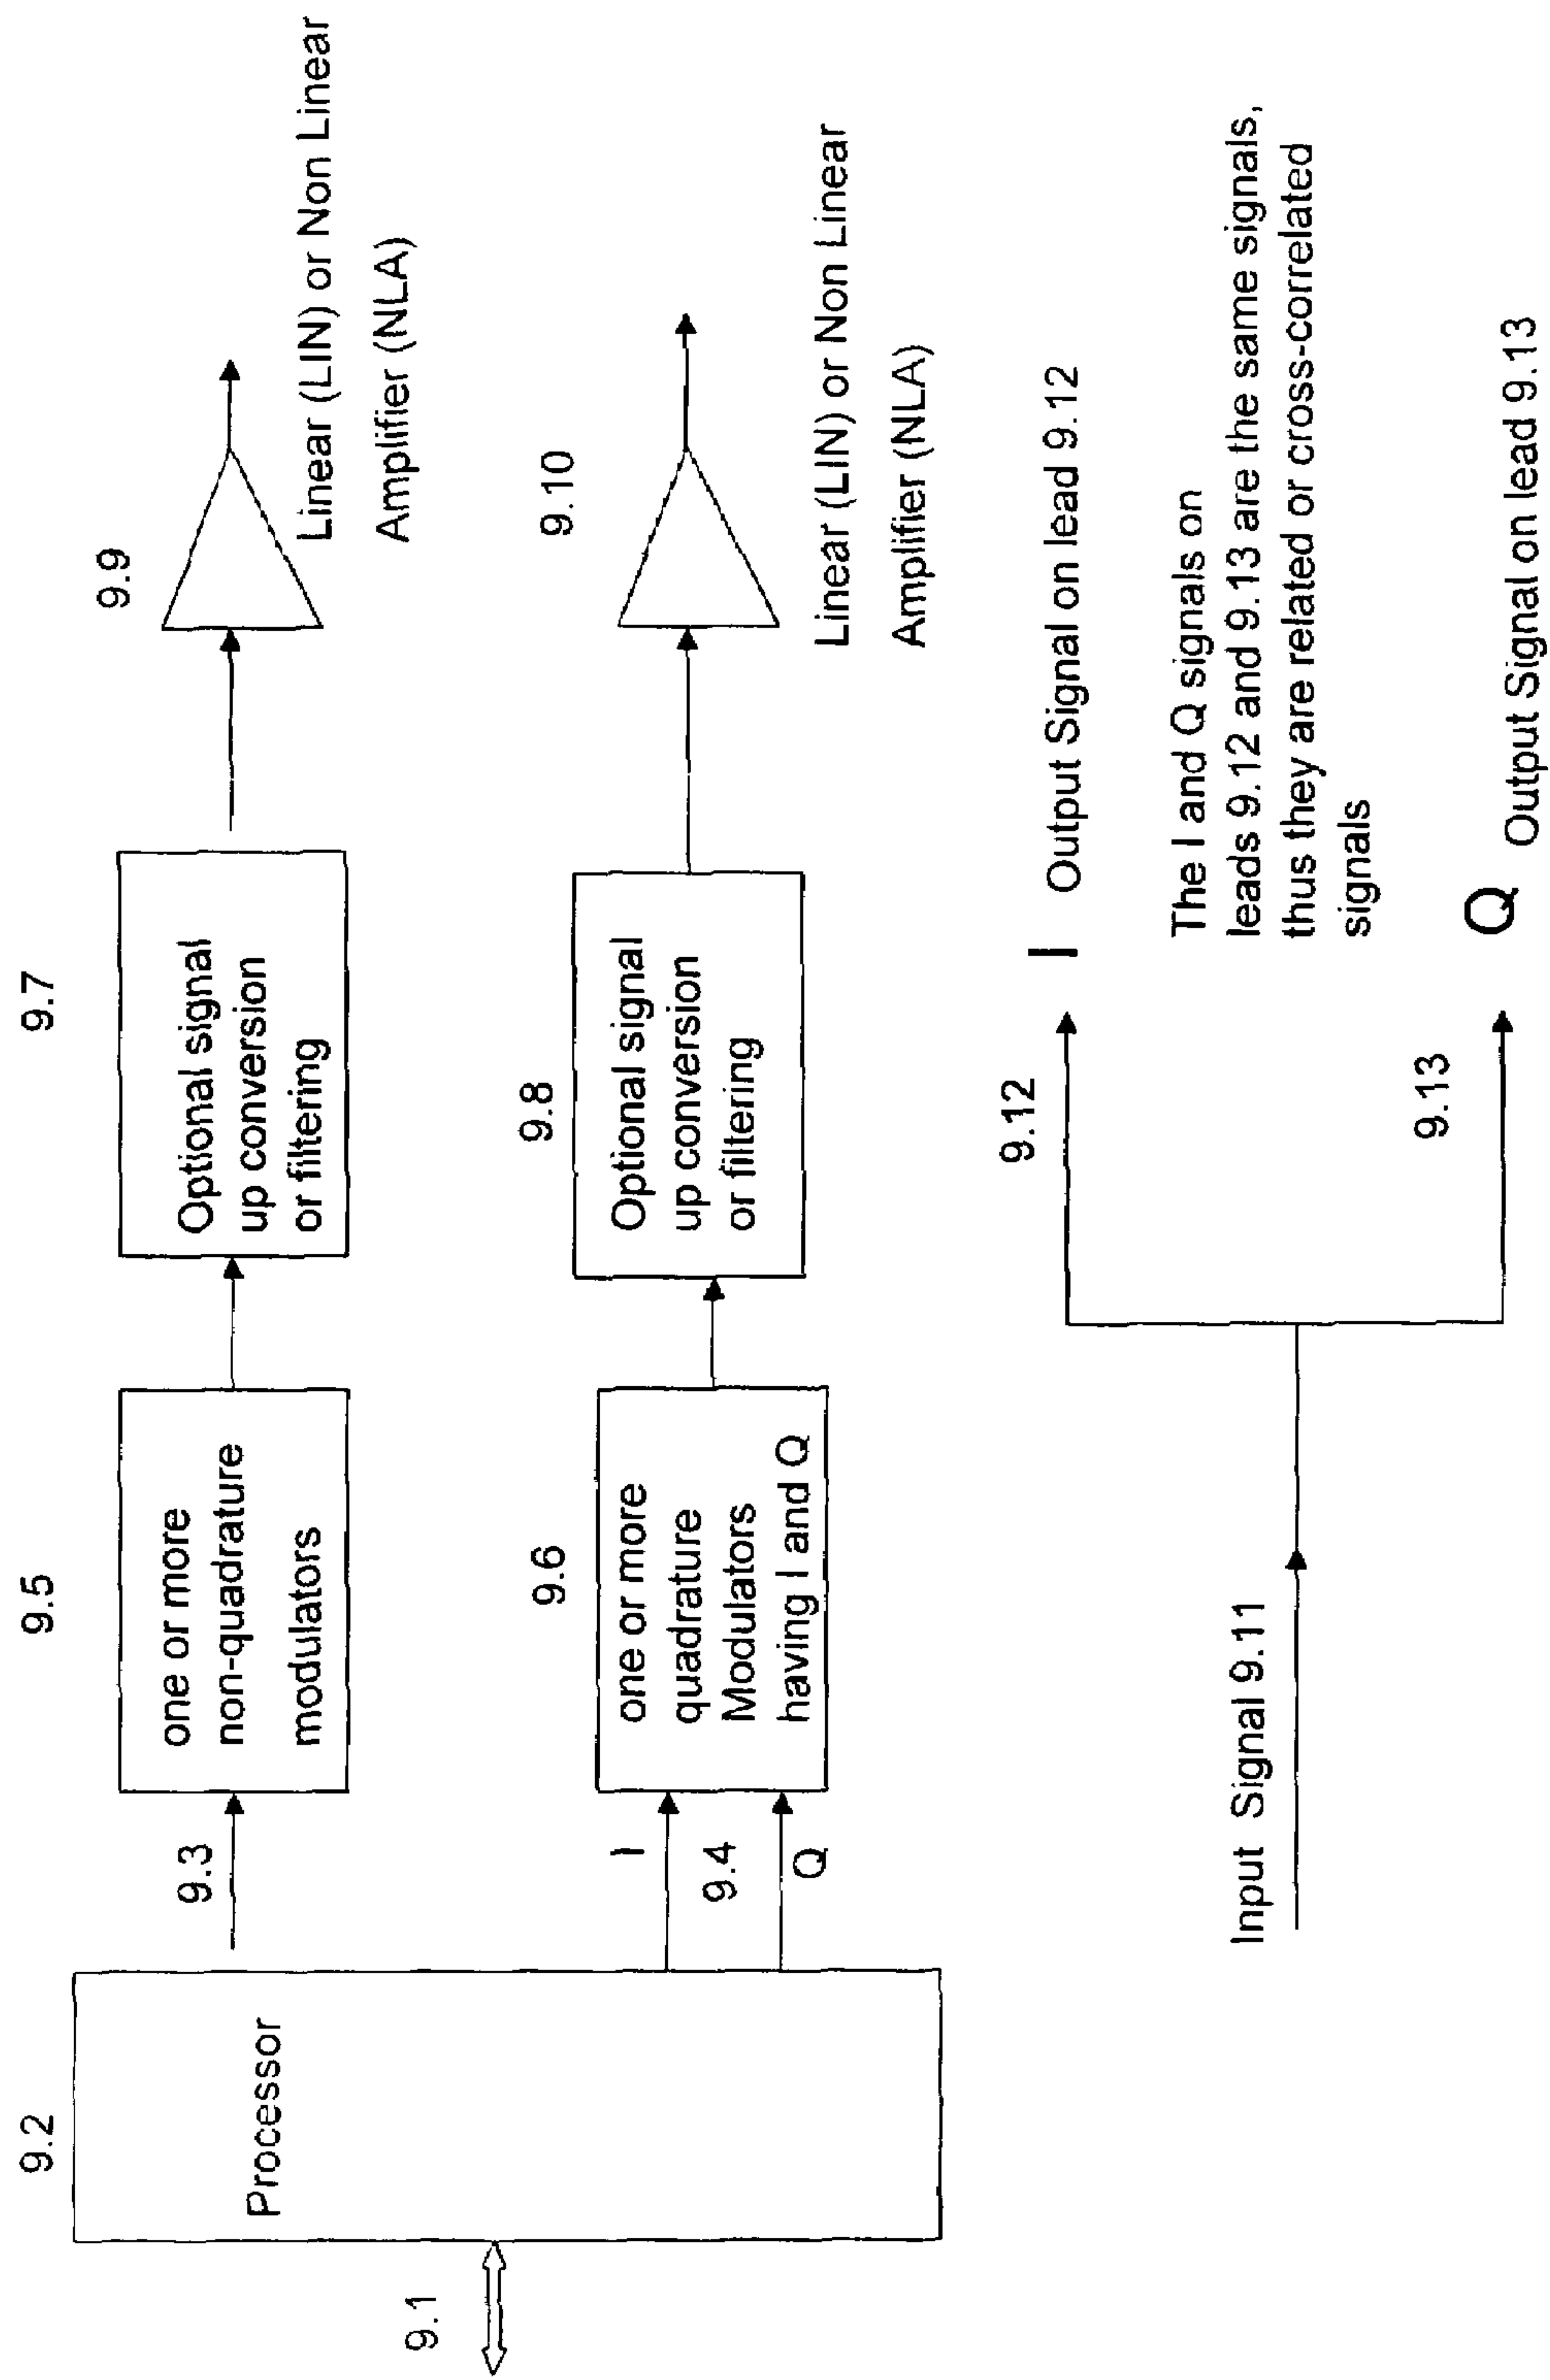 9.1
9.2
Processor
9.3
9.5
one or more
non-quadrature
modulators
9.7
Optional signal
up conversion
or filtering
9.9
Linear (LIN) or Non Linear
Amplifier (NLA)
I
9.4
Q
9.6
one or more
quadrature
Modulators
having I and Q
9.8
Optional signal
up conversion
or filtering
9.10
Linear (LIN) or Non Linear
Amplifier (NLA)
Input Signal 9.11
9.12
I Output Signal on lead 9.12
The I and Q signals on
leads 9.12 and 9.13 are the same signals,
thus they are related or cross-correlated
signals
9.13
Q Output Signal on lead 9.13